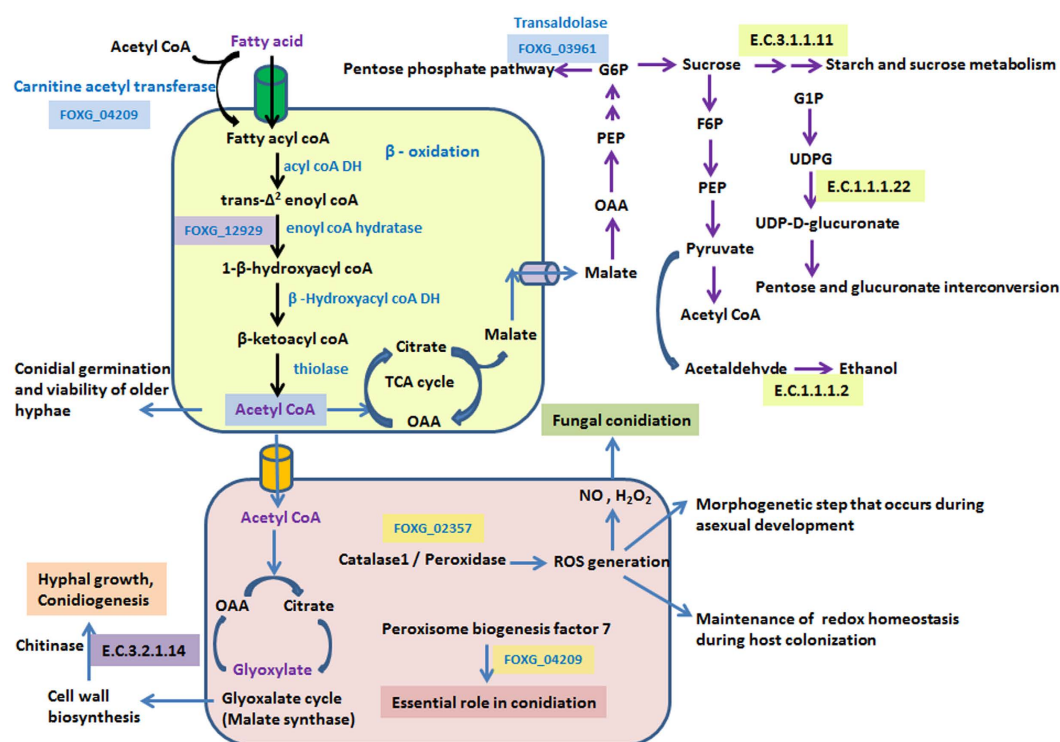 Transaldolase
FOXG_03961
E.C.3.1.1.11
Acetyl CoA
Fatty acid
Pentose phosphate pathway
G6P
Sucrose
Starch and sucrose metabolism
Carnitine acetyl transferase
FOXG_04209
G1P
Fatty acyl coA
β - oxidation
PEP
F6P
UDPG
acyl coA DH
E.C.1.1.1.22
trans-Δ² enoyl coA
OAA
PEP
UDP-D-glucuronate
FOXG_12929
enoyl coA hydratase
1-β-hydroxyacyl coA
Malate
Pyruvate
Pentose and glucuronate interconversion
β -Hydroxyacyl coA DH
Acetyl CoA
β-ketoacyl coA
Malate
Citrate
Conidial germination
and viability of older
hyphae
thiolase
TCA cycle
Acetaldehyde
Ethanol
E.C.1.1.1.2
Acetyl CoA
OAA
Fungal conidiation
NO , H₂O₂
Acetyl CoA
FOXG_02357
Morphogenetic step that occurs during
asexual development
Catalase1 / Peroxidase
ROS generation
Hyphal growth,
Conidiogenesis
OAA
Citrate
Maintenance of redox homeostasis
during host colonization
Peroxisome biogenesis factor 7
Chitinase
E.C.3.2.1.14
FOXG_04209
Glyoxylate
Cell wall
biosynthesis
Glyoxalate cycle
(Malate synthase)
Essential role in conidiation